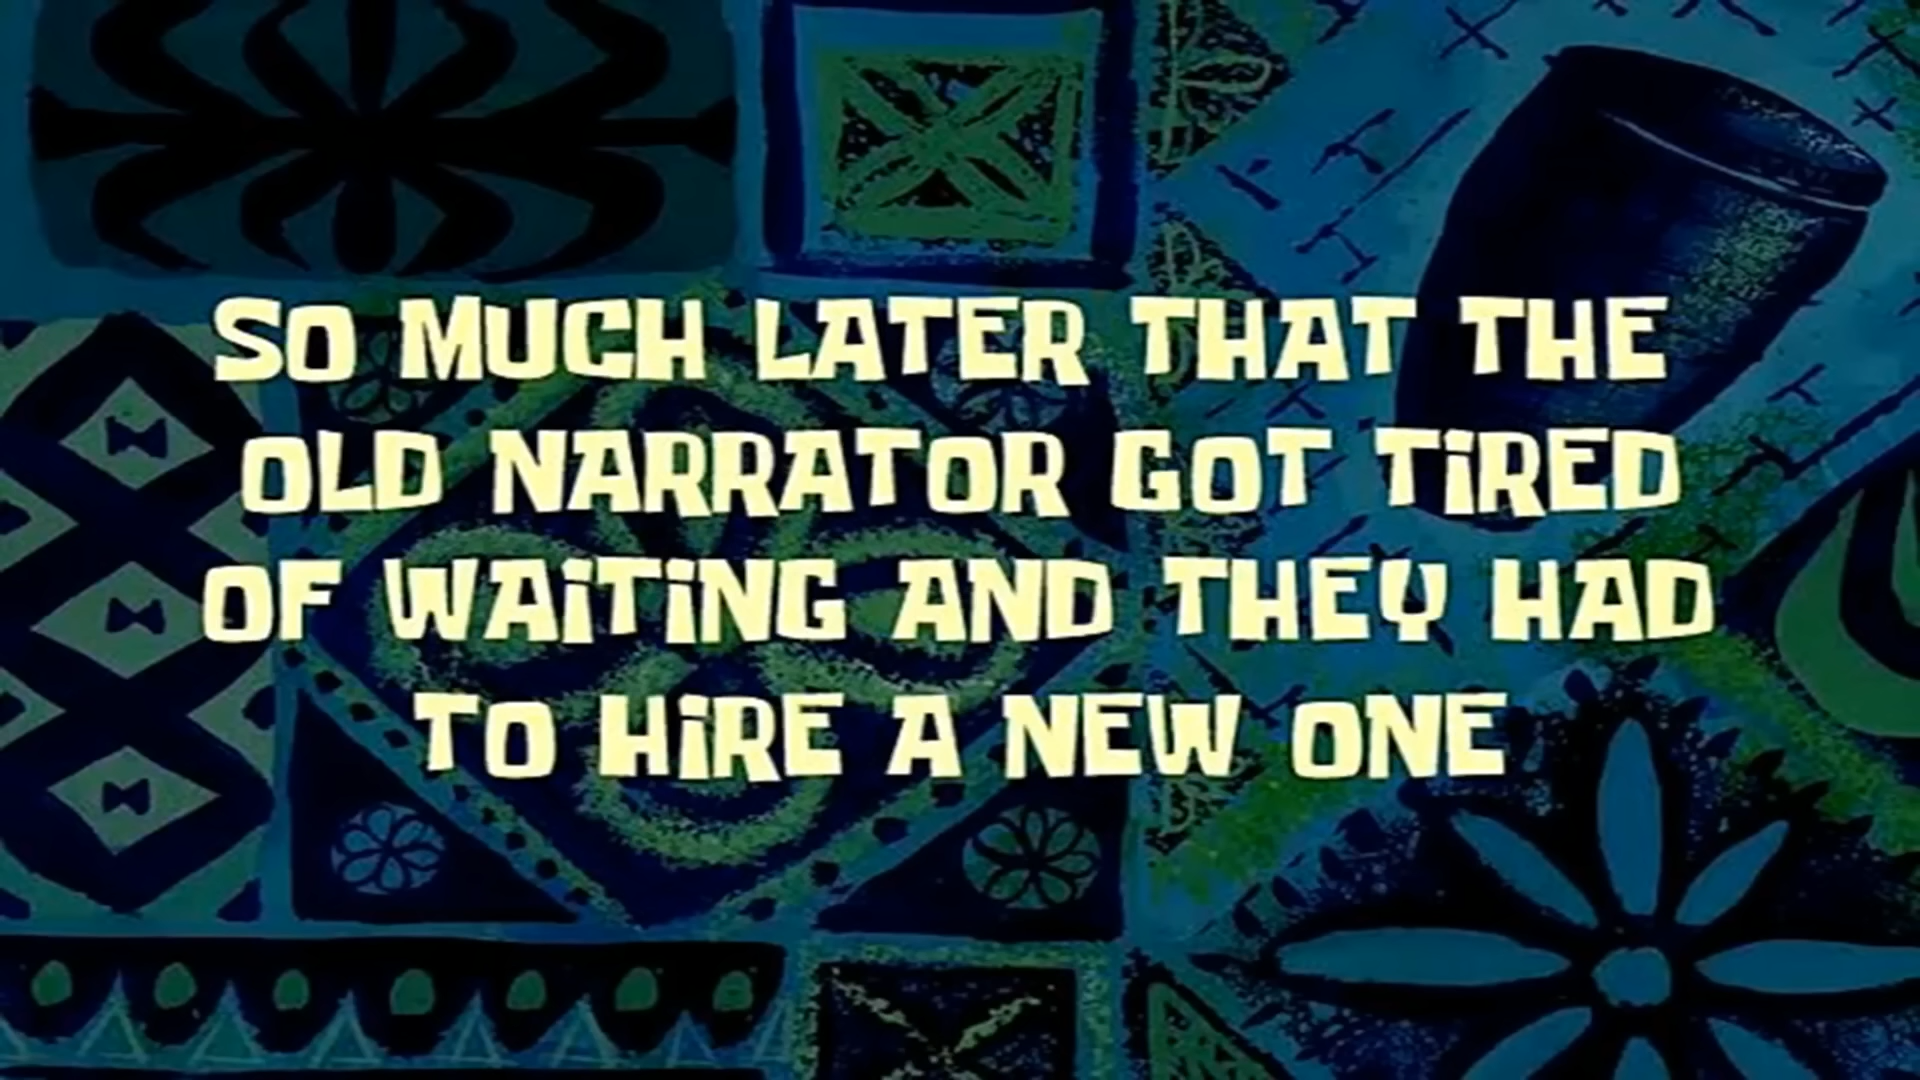 SO MUCH LATER THAT THE
OLD NARRATOR GOT TiRED
OF WAiTiNG AND THEY HAD
TO HiRE A NEW ONE